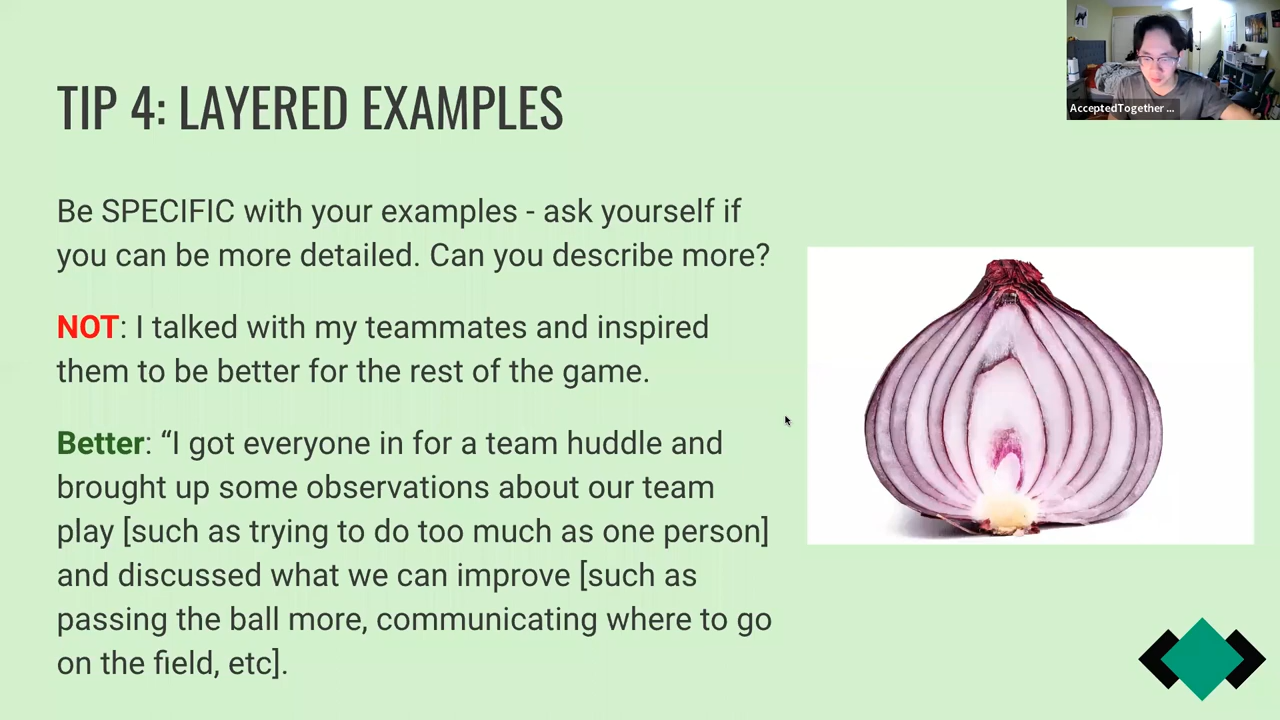 TIP 4: LAYERED EXAMPLES
AcceptedTogether ...
Be SPECIFIC with your examples - ask yourself if
you can be more detailed. Can you describe more?
NOT: I talked with my teammates and inspired
them to be better for the rest of the game.
Better: “I got everyone in for a team huddle and
brought up some observations about our team
play [such as trying to do too much as one person]
and discussed what we can improve [such as
passing the ball more, communicating where to go
on the field, etc].